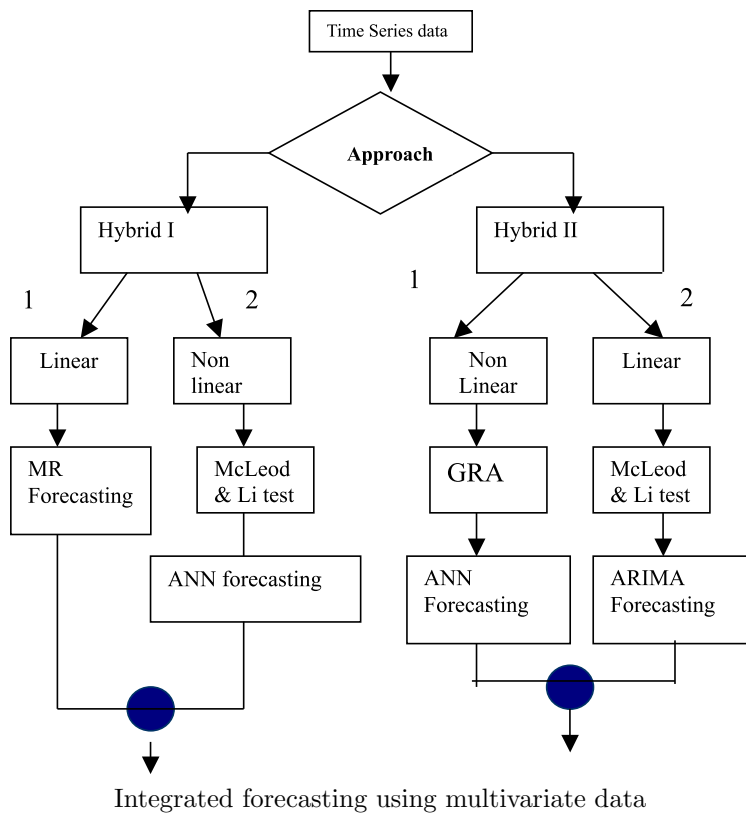 Time Series data
Approach
Hybrid I
Hybrid II
1
2
1
2
Linear
Non
linear
Non
Linear
Linear
MR
Forecasting
McLeod
& Li test
GRA
McLeod
& Li test
ANN forecasting
ANN
Forecasting
ARIMA
Forecasting
Integrated forecasting using multivariate data